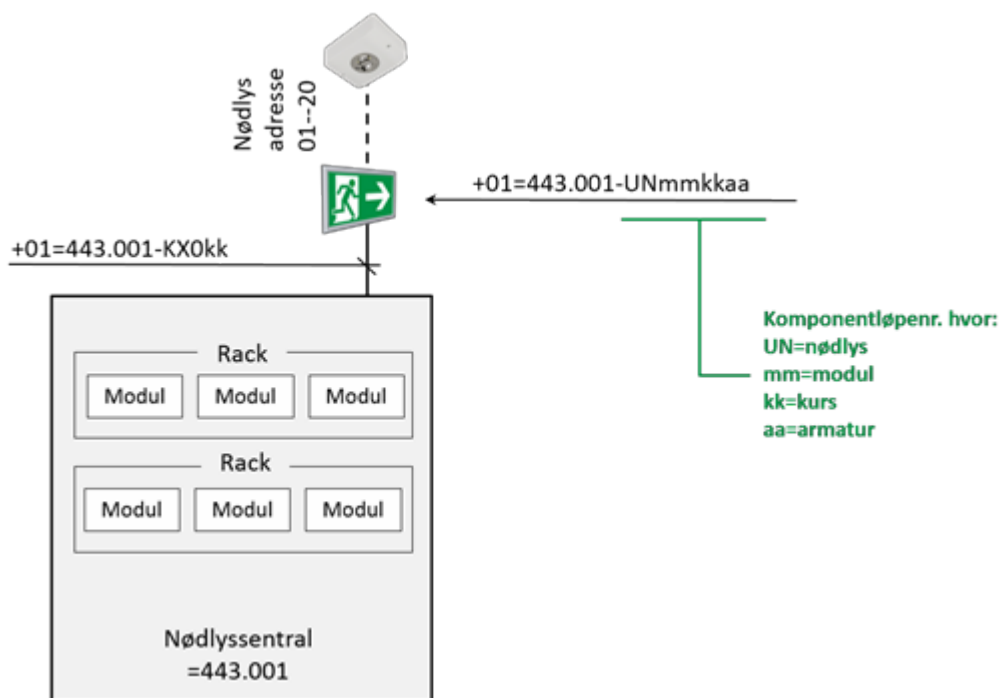 Nødlys
adresse
01--20
+01=443.001-UNmmkkaa
+01=443.001-KX0kk
Komponentløpenr. hvor:
UN=nødlys
mm=modul
kk=kurs
aa=armatur
Rack
Modul Modul Modul
Rack
Modul Modul Modul
Nødlyssentral
=443.001